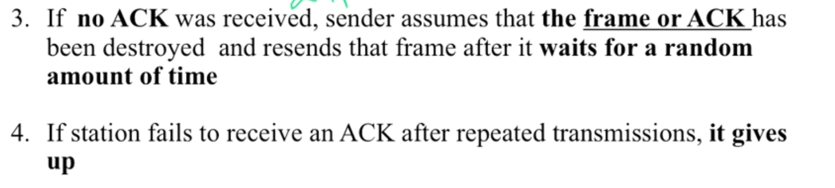 3. If no ACK was received, sender assumes that the frame or ACK has
been destroyed and resends that frame after it waits for a random
amount of time
4. If station fails to receive an ACK after repeated transmissions, it gives
up